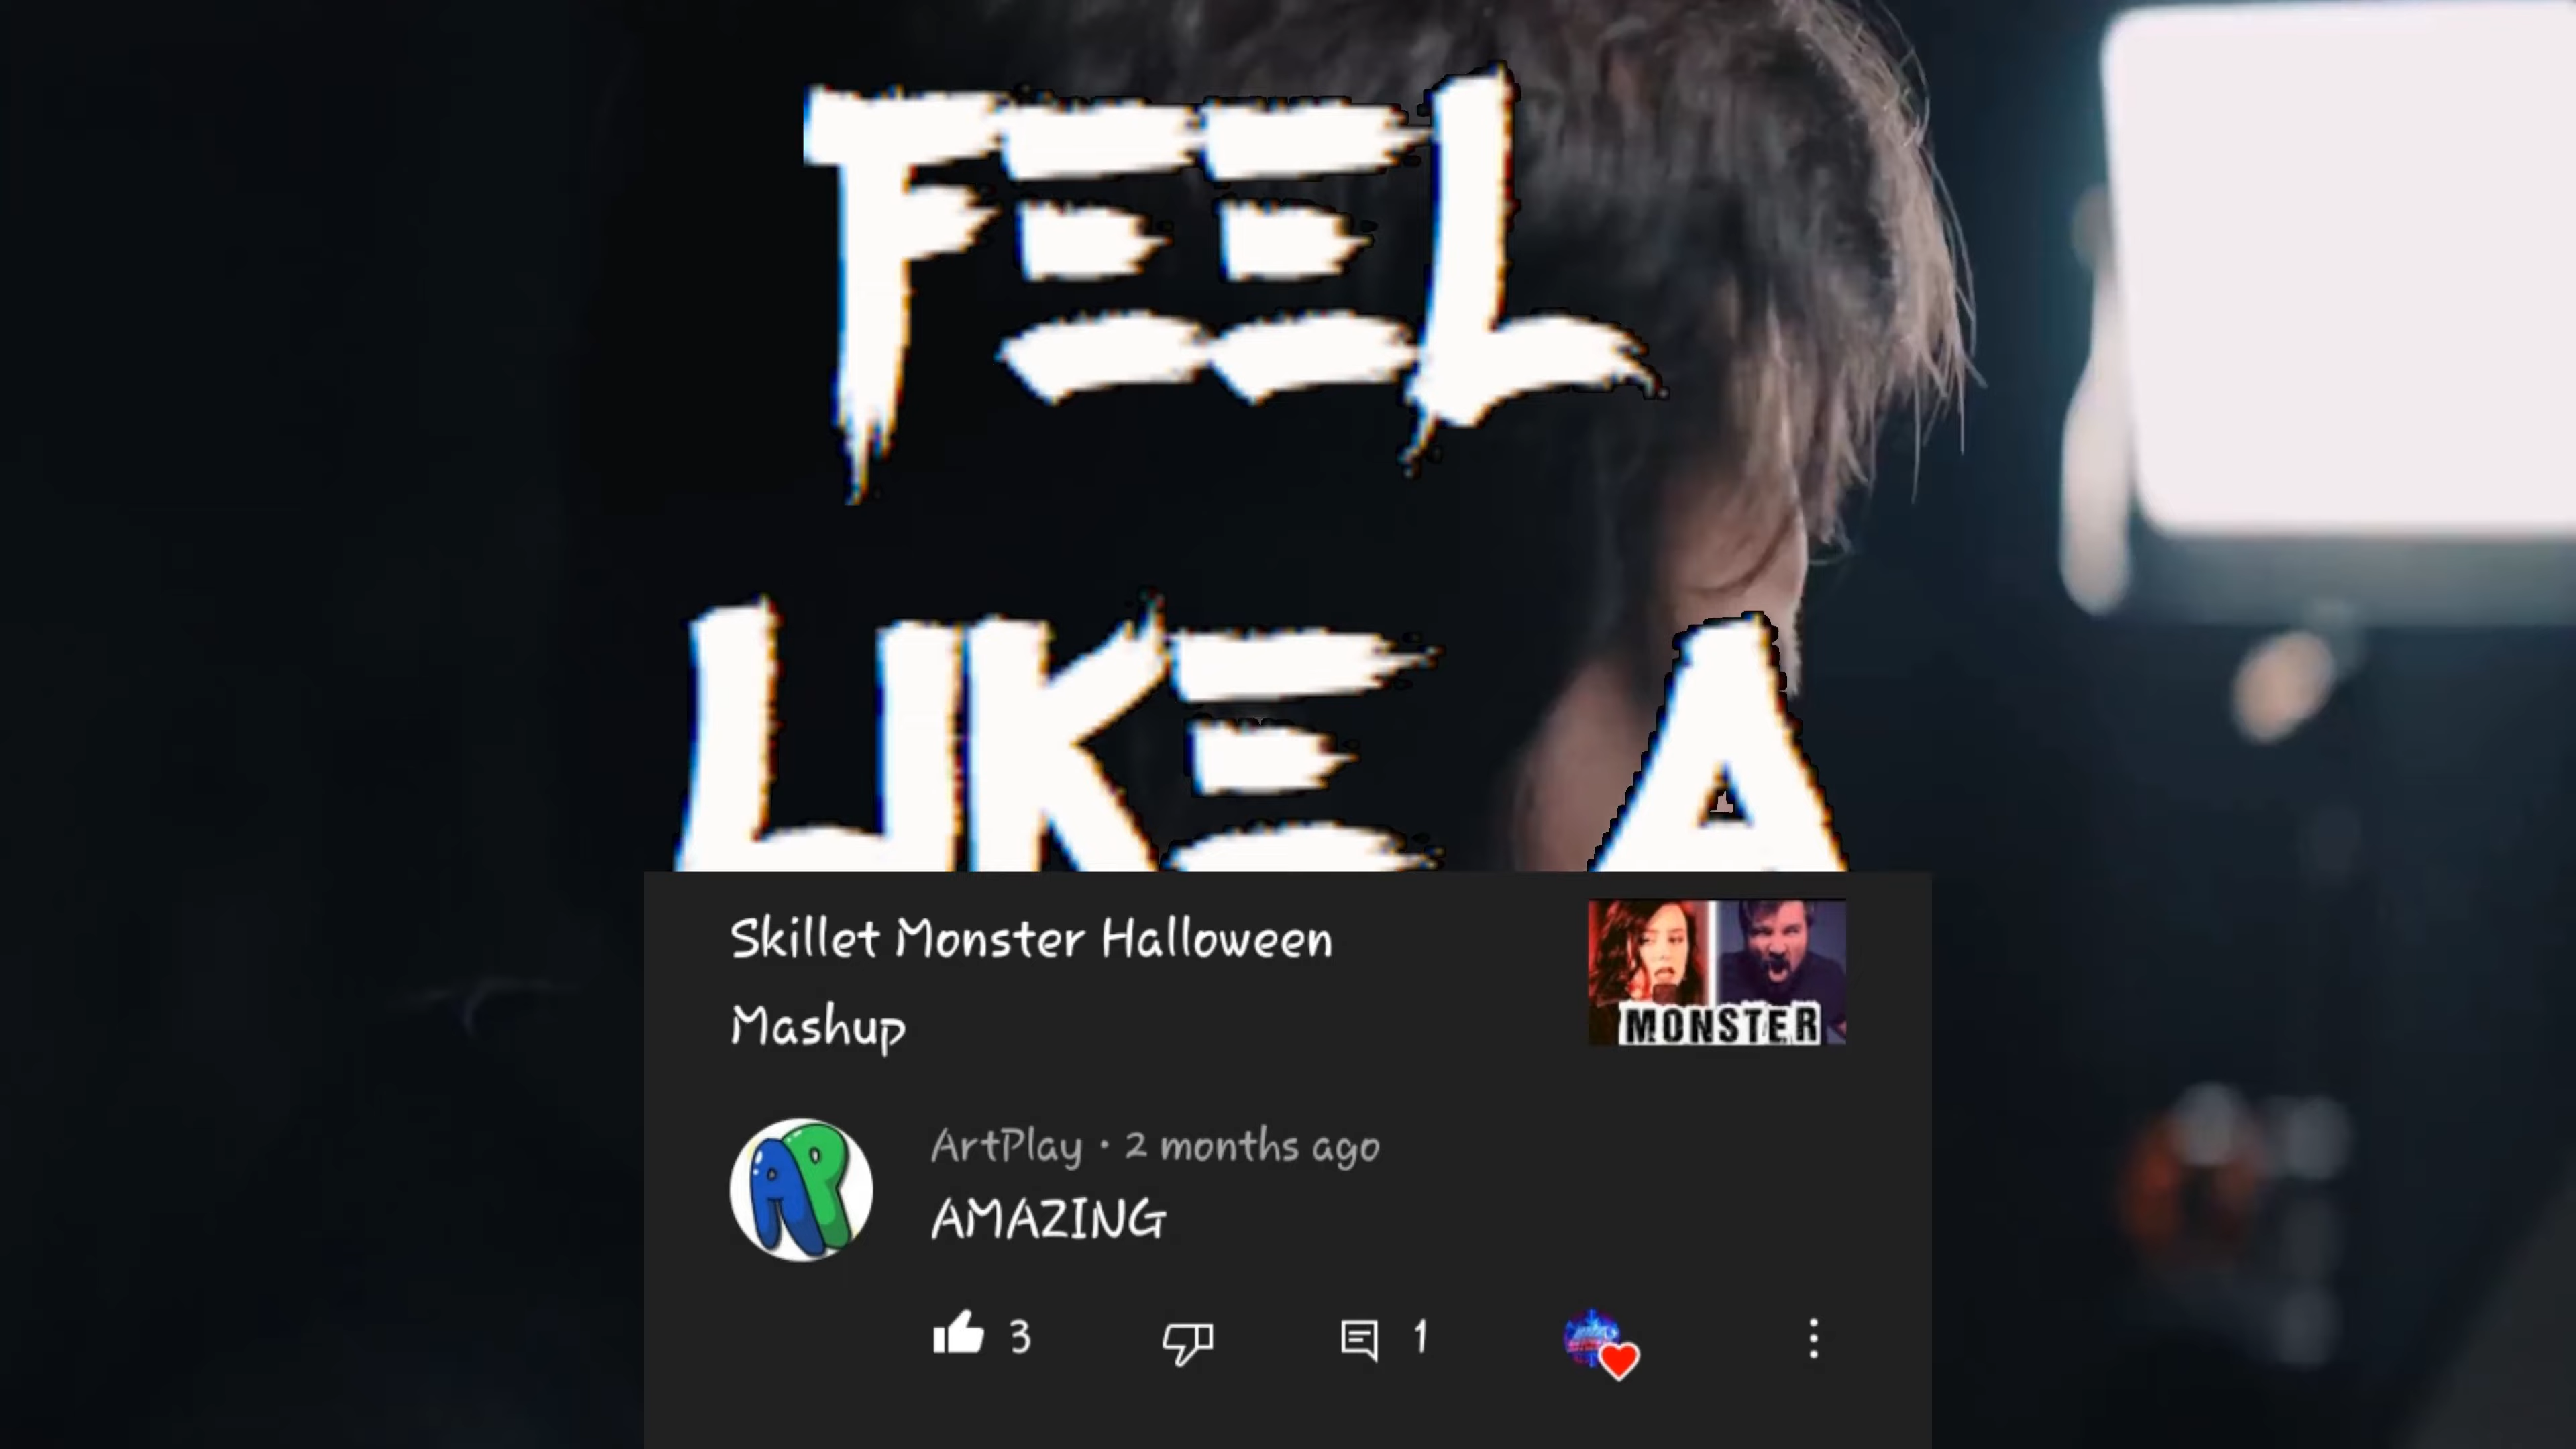 FEEL
LIKE A
Skillet Monster Halloween
Mashup
MONSTER
ArtPlay · 2 months ago
AMAZING
3
1